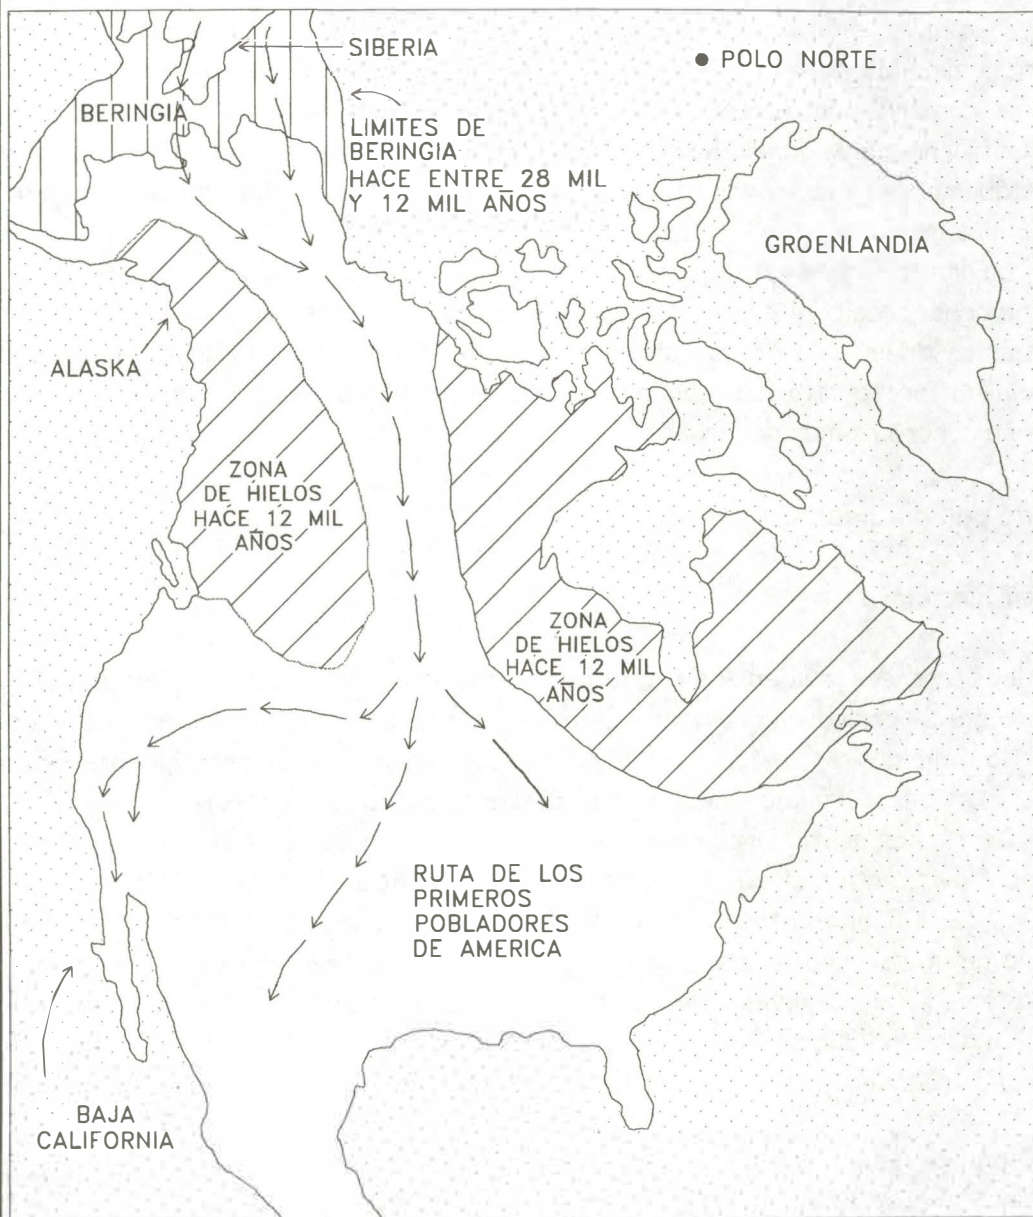 SIBERIA
POLO NORTE
BERINGIA
LIMITES DE
BERINGIA
HACE ENTRE 28 MIL
Y 12 MIL AÑOS
GROENLANDIA
ALASKA
ZONA
DE HIELOS
HACE 12 MIL
AÑOS
ZONA
DE HIELOS
HACE 12 MIL
AÑOS
RUTA DE LOS
PRIMEROS
POBLADORES
DE AMERICA
BAJA
CALIFORNIA